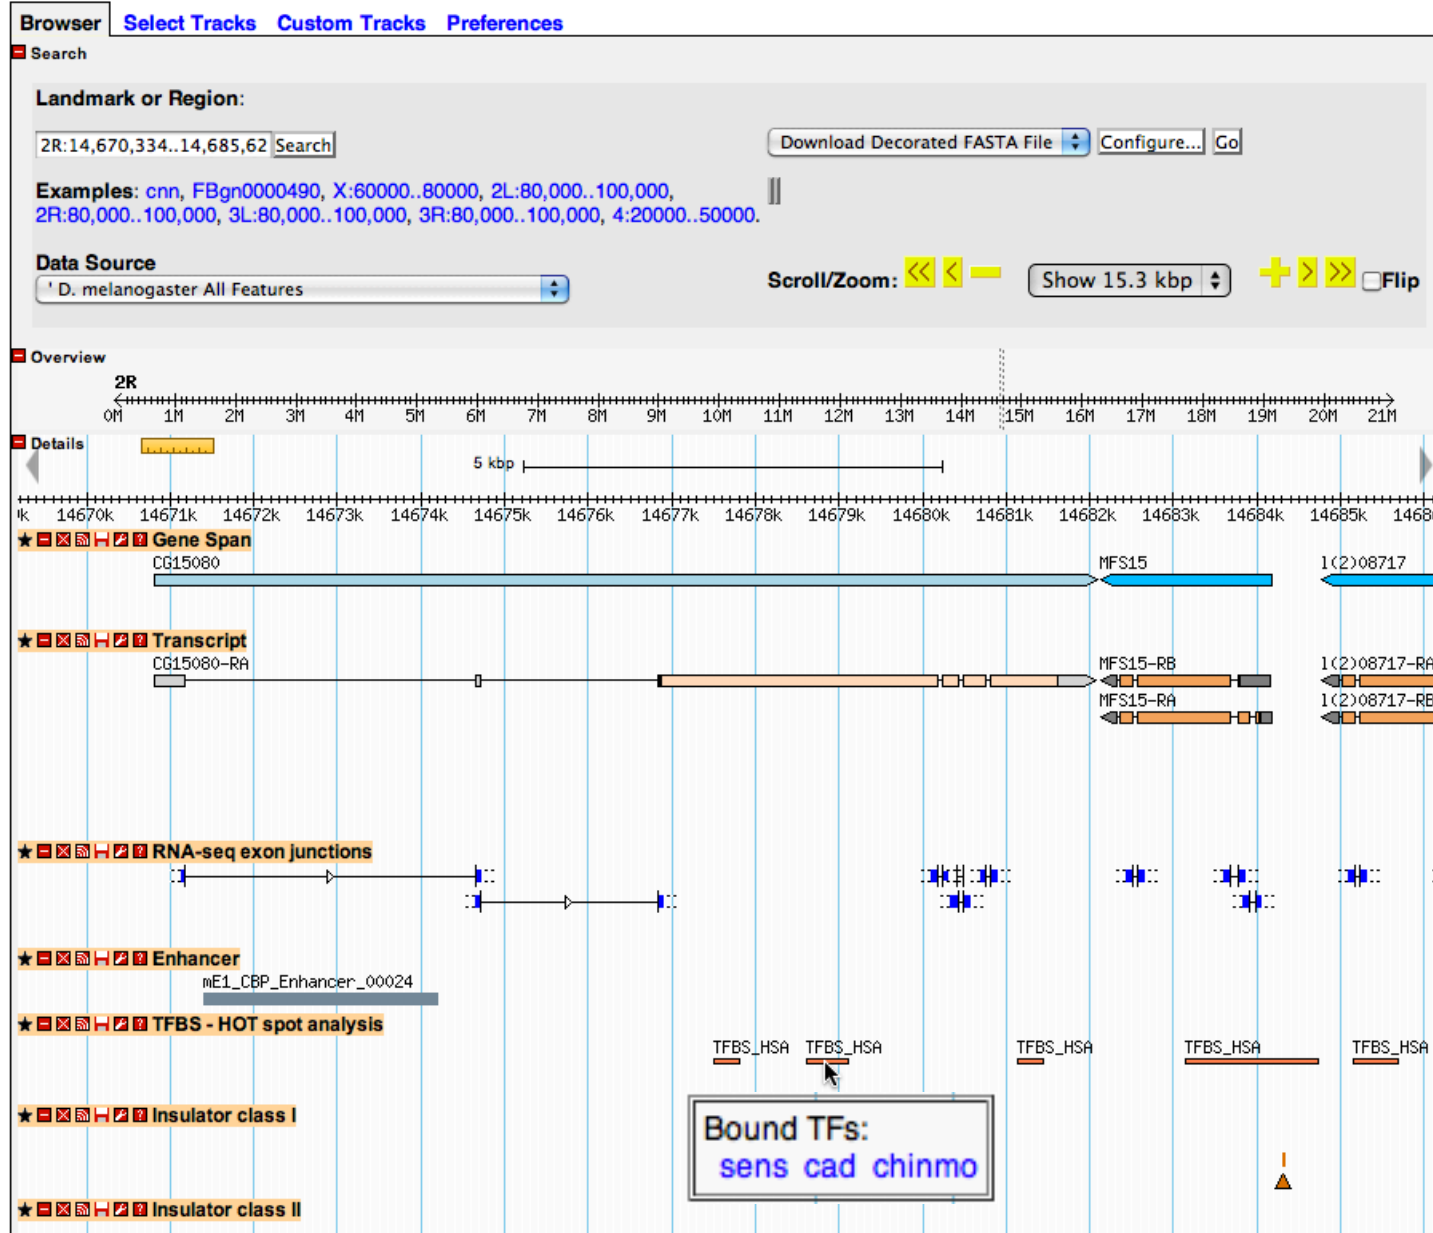 Browser Select Tracks Custom Tracks Preferences
Search
Landmark or Region:
2R:14,670,334..14,685,62 Search Download Decorated FASTA File Configure... Go
Examples: cnn, FBgn0000490, X:60000..80000, 2L:80,000..100,000,
2R:80,000..100,000, 3L:80,000..100,000, 3R:80,000..100,000, 4:20000..50000.
Data Source
' D. melanogaster All Features Scroll/Zoom: << < Show 15.3 kbp > >> Flip
Overview
2R
0M 1M 2M 3M 4M 5M 6M 7M 8M 9M 10M 11M 12M 13M 14M 15M 16M 17M 18M 19M 20M 21M
Details
5 kbp
k 14670k 14671k 14672k 14673k 14674k 14675k 14676k 14677k 14678k 14679k 14680k 14681k 14682k 14683k 14684k 14685k 1468
Gene Span
CG15080 MFS15 l(2)08717
Transcript
CG15080-RA MFS15-RB l(2)08717-RA
MFS15-RA l(2)08717-RB
RNA-seq exon junctions
Enhancer
mE1_CBP_Enhancer_00024
TFBS - HOT spot analysis
TFBS_HSA TFBS_HSA TFBS_HSA TFBS_HSA TFBS_HSA
Insulator class I
Bound TFs:
sens cad chinmo
Insulator class II